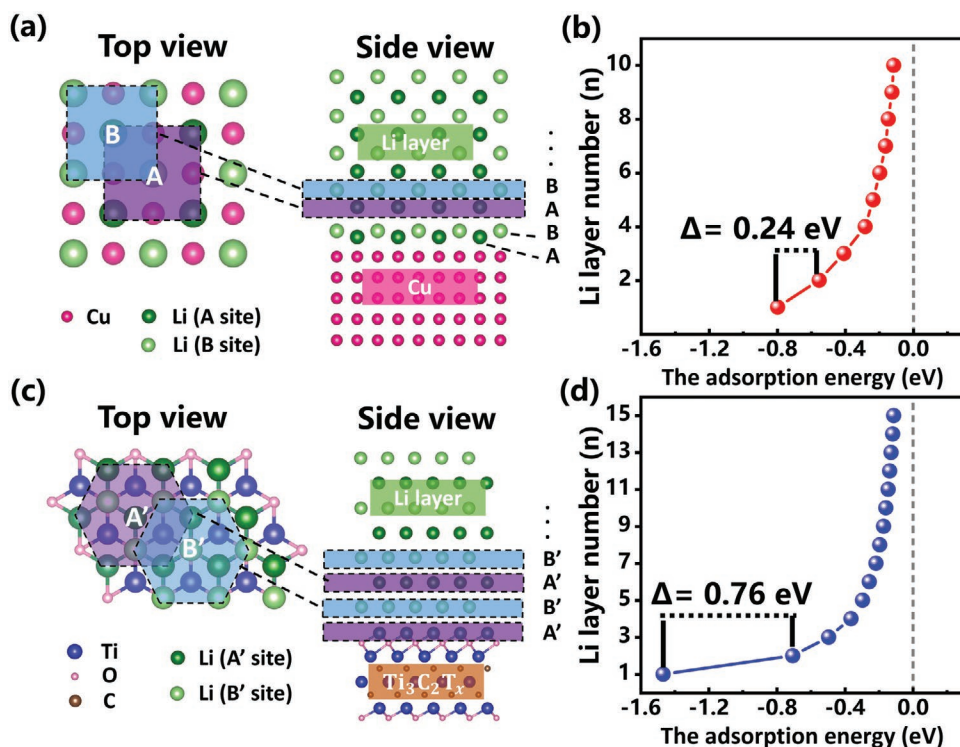 (a)
Top view
Side view
B
A
Li layer
B
A
B
A
Cu
Cu
Li (A site)
Li (B site)
(b)
Li layer number (n)
10
8
6
4
2
Δ= 0.24 eV
-1.6 -1.2 -0.8 -0.4 0.0
The adsorption energy (eV)
(c)
Top view
Side view
A’
B’
Li layer
B’
A’
B’
A’
Ti₃C₂Tₓ
Ti
O
C
Li (A’ site)
Li (B’ site)
(d)
Li layer number (n)
15
13
11
9
7
5
3
1
Δ= 0.76 eV
-1.6 -1.2 -0.8 -0.4 0.0
The adsorption energy (eV)